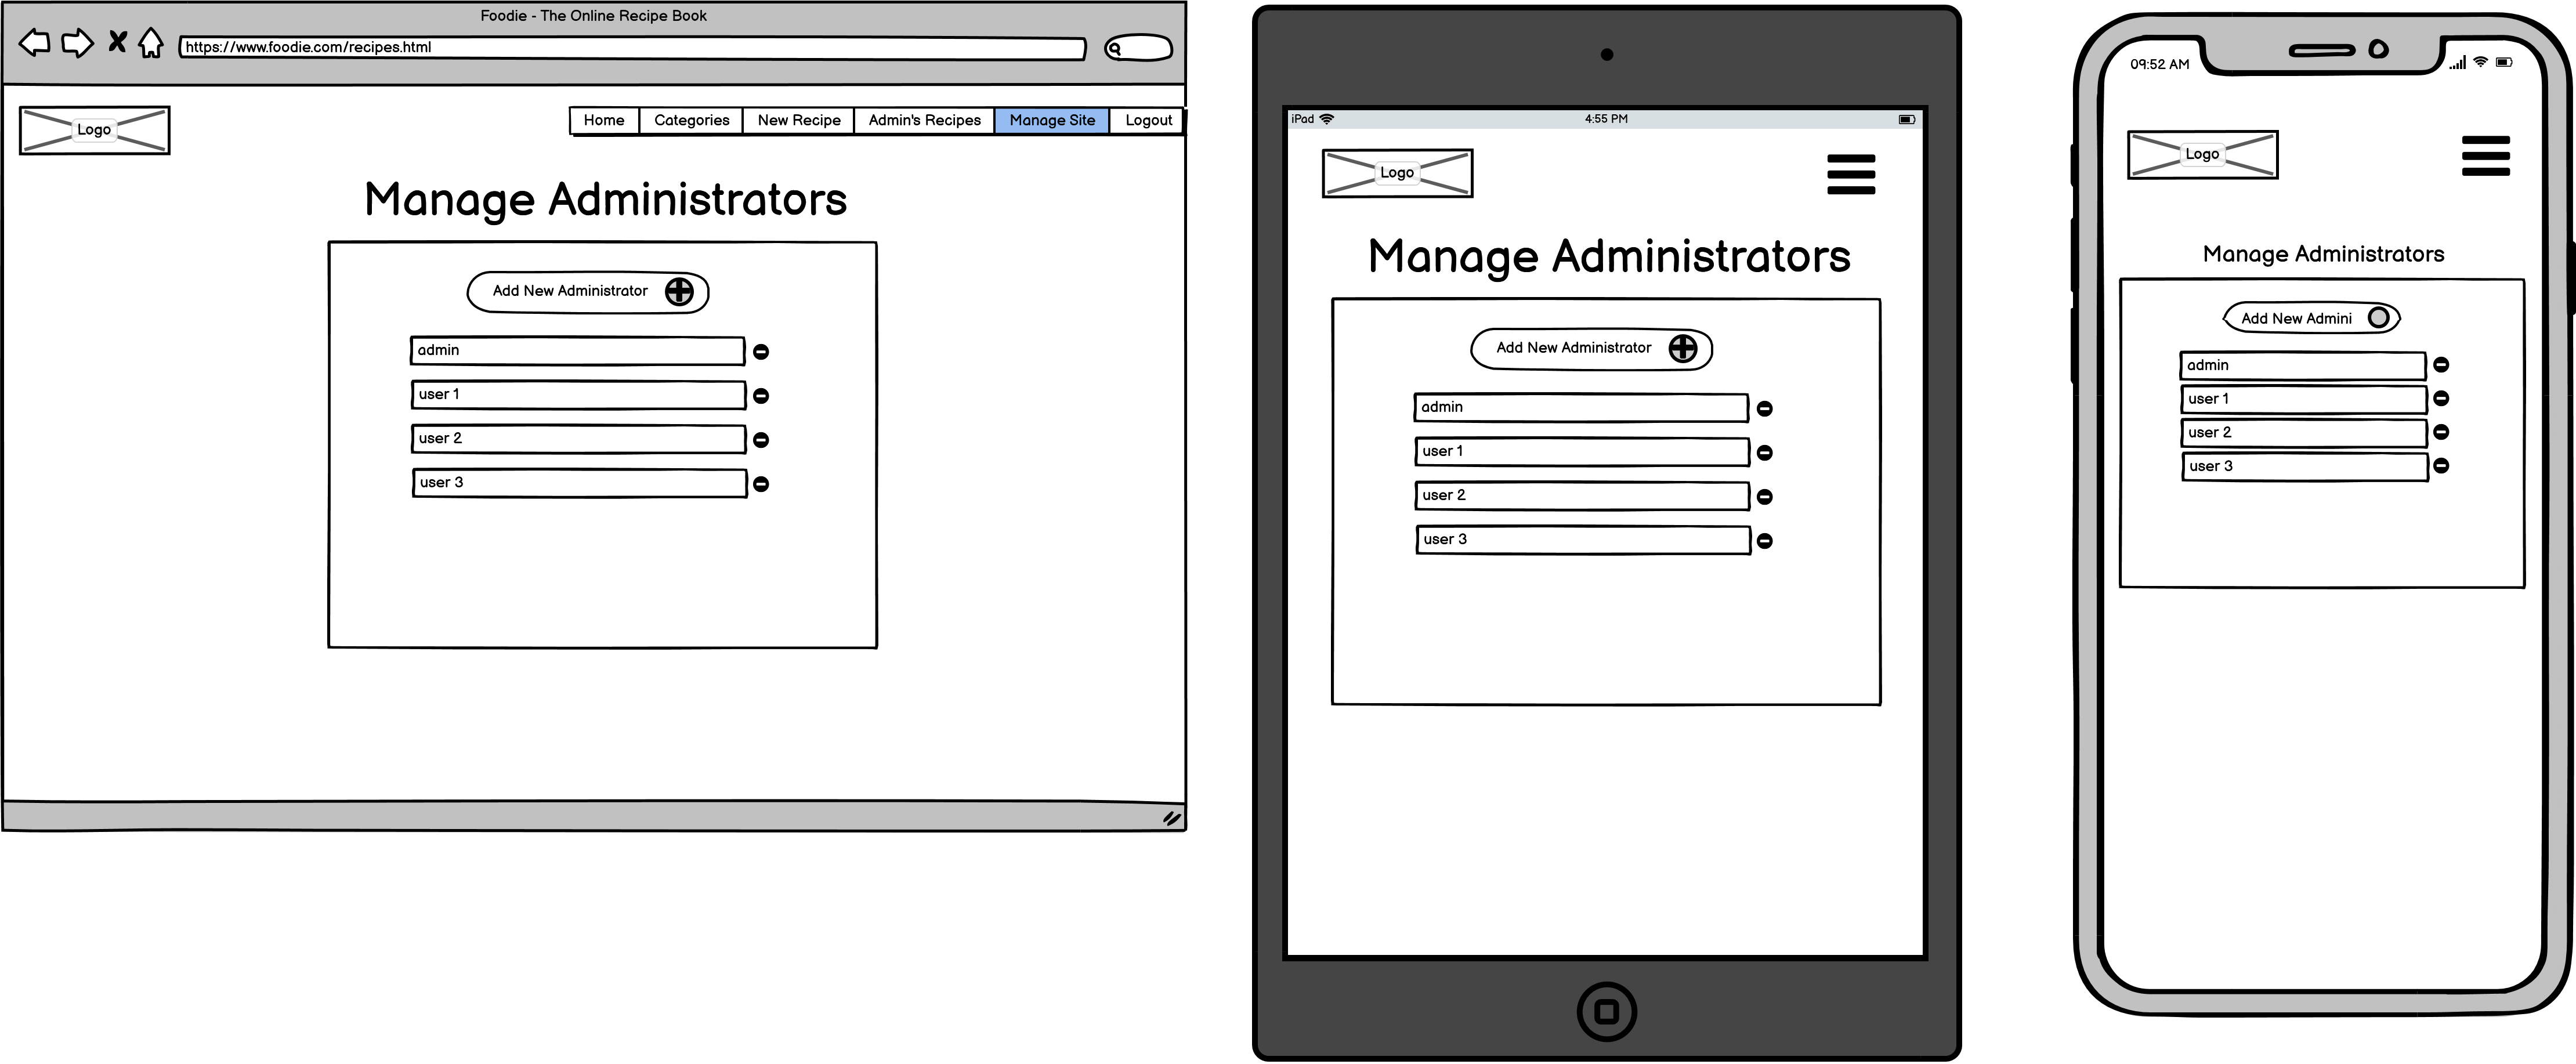 Foodie - The Online Recipe Book
https://www.foodie.com/recipes.html
Logo
Home Categories New Recipe Admin's Recipes Manage Site Logout
Manage Administrators
Add New Administrator
admin
user 1
user 2
user 3
iPad 4:55 PM
Logo
Manage Administrators
Add New Administrator
admin
user 1
user 2
user 3
09:52 AM
Logo
Manage Administrators
Add New Admini
admin
user 1
user 2
user 3